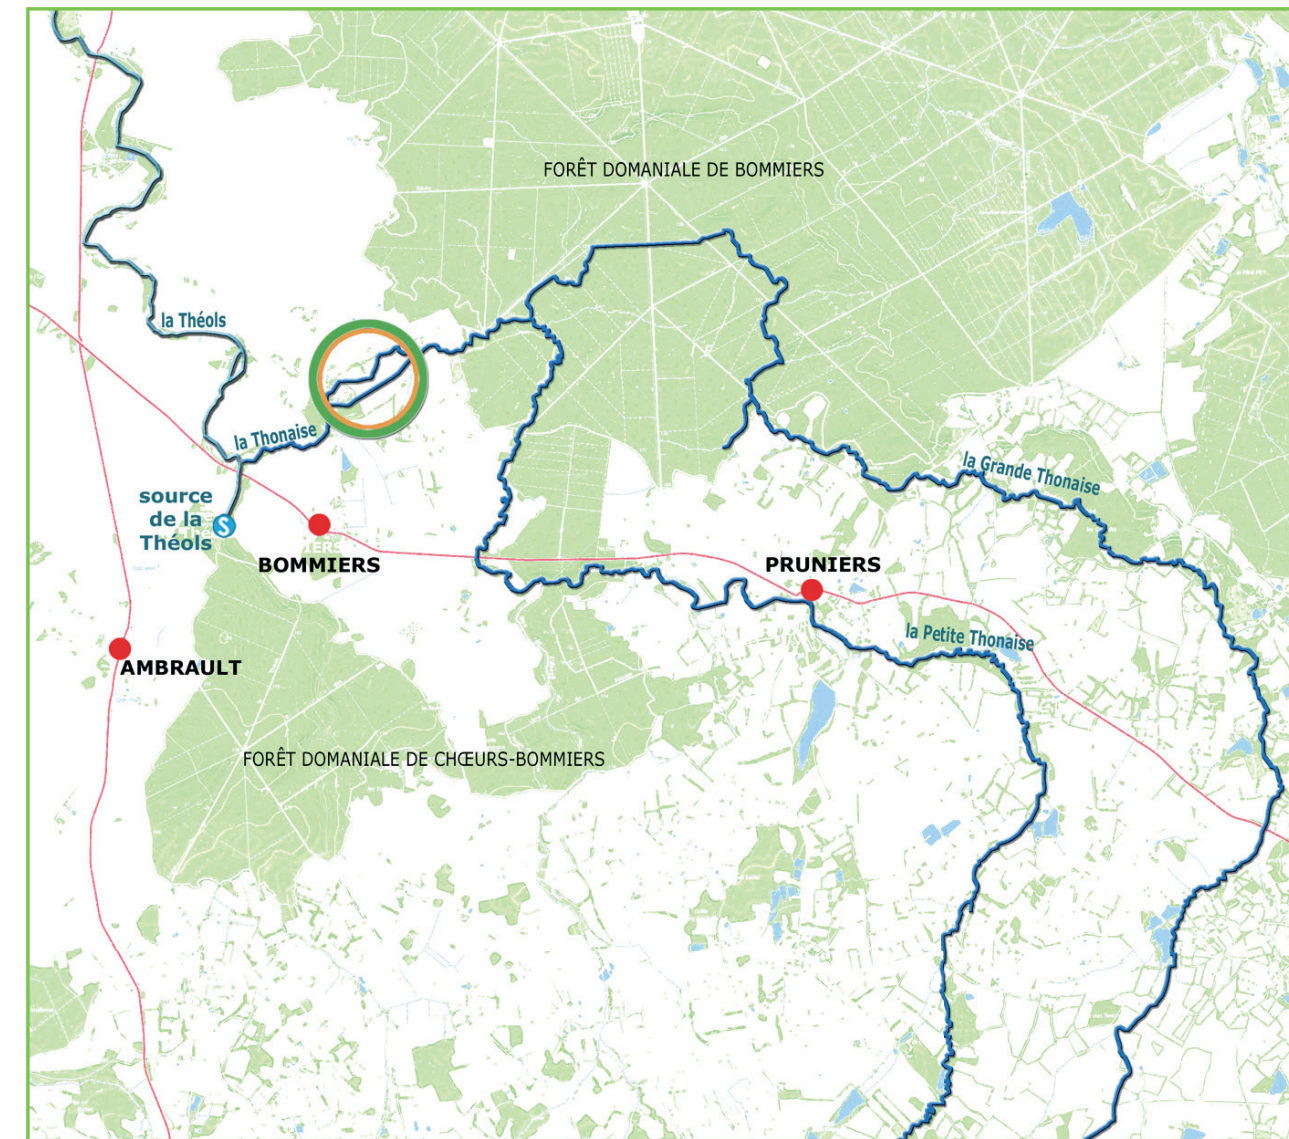 FORÊT DOMANIALE DE BOMMIERS
la Théols
la Thonaise
la Grande Thonaise
source
de la
Théols
S
BOMMIERS
PRUNIERS
la Petite Thonaise
AMBRAULT
FORÊT DOMANIALE DE CHŒURS-BOMMIERS